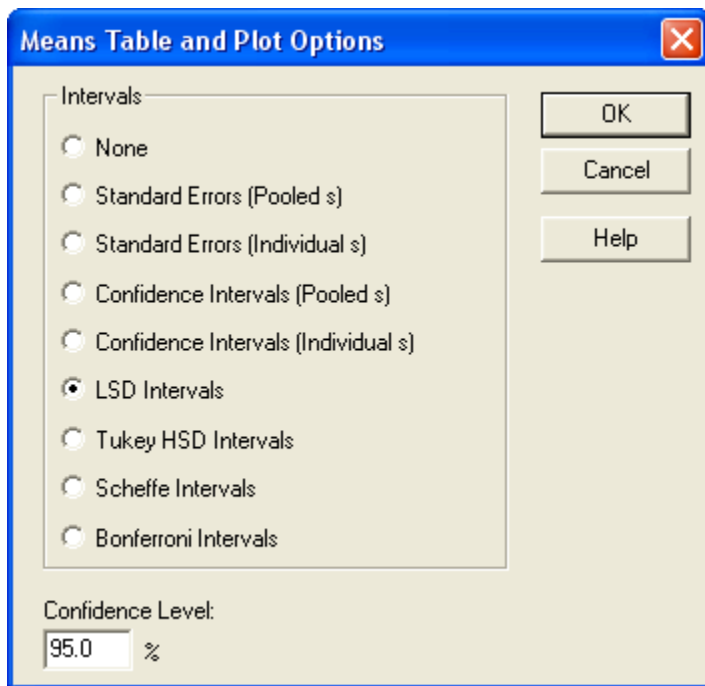 Means Table and Plot Options
Intervals
None
Standard Errors (Pooled s)
Standard Errors (Individual s)
Confidence Intervals (Pooled s)
Confidence Intervals (Individual s)
LSD Intervals
Tukey HSD Intervals
Scheffe Intervals
Bonferroni Intervals
OK
Cancel
Help
Confidence Level:
95.0 %